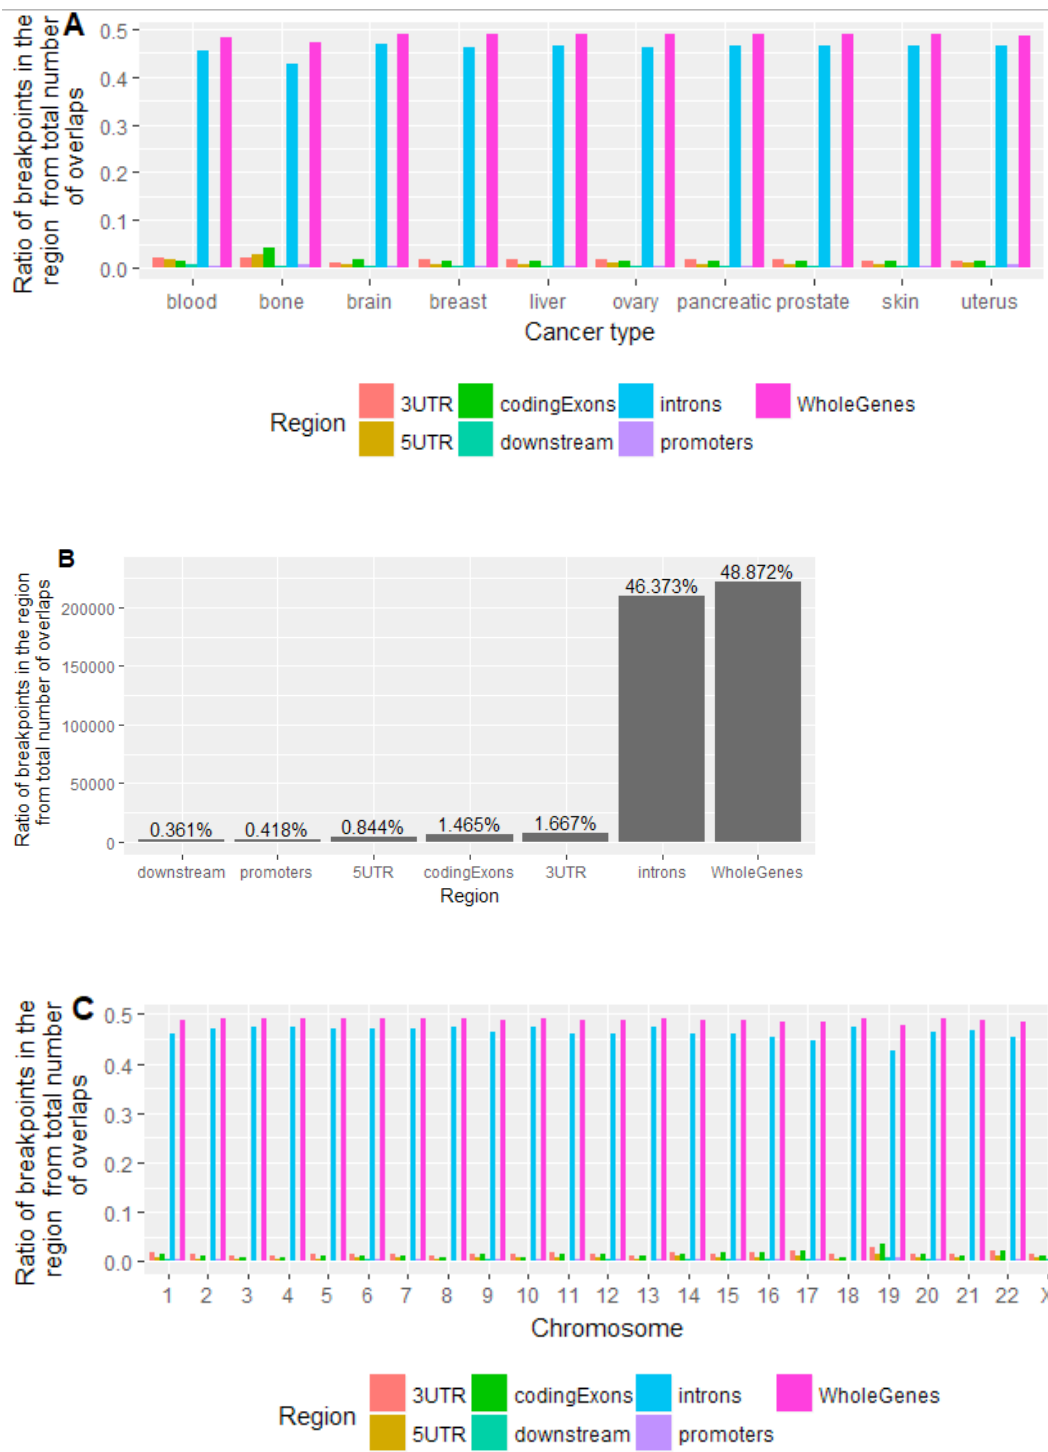 A
Ratio of breakpoints in the
region from total number
of overlaps
0.5
0.4
0.3
0.2
0.1
0.0
blood bone brain breast liver ovary pancreatic prostate skin uterus
Cancer type
Region
3UTR codingExons introns WholeGenes
5UTR downstream promoters
B
Ratio of breakpoints in the region
from total number of overlaps
200000
150000
100000
50000
0
0.361% 0.418% 0.844% 1.465% 1.667% 46.373% 48.872%
downstream promoters 5UTR codingExons 3UTR introns WholeGenes
Region
C
Ratio of breakpoints in the
region from total number
of overlaps
0.5
0.4
0.3
0.2
0.1
0.0
1 2 3 4 5 6 7 8 9 10 11 12 13 14 15 16 17 18 19 20 21 22 X
Chromosome
Region
3UTR codingExons introns WholeGenes
5UTR downstream promoters